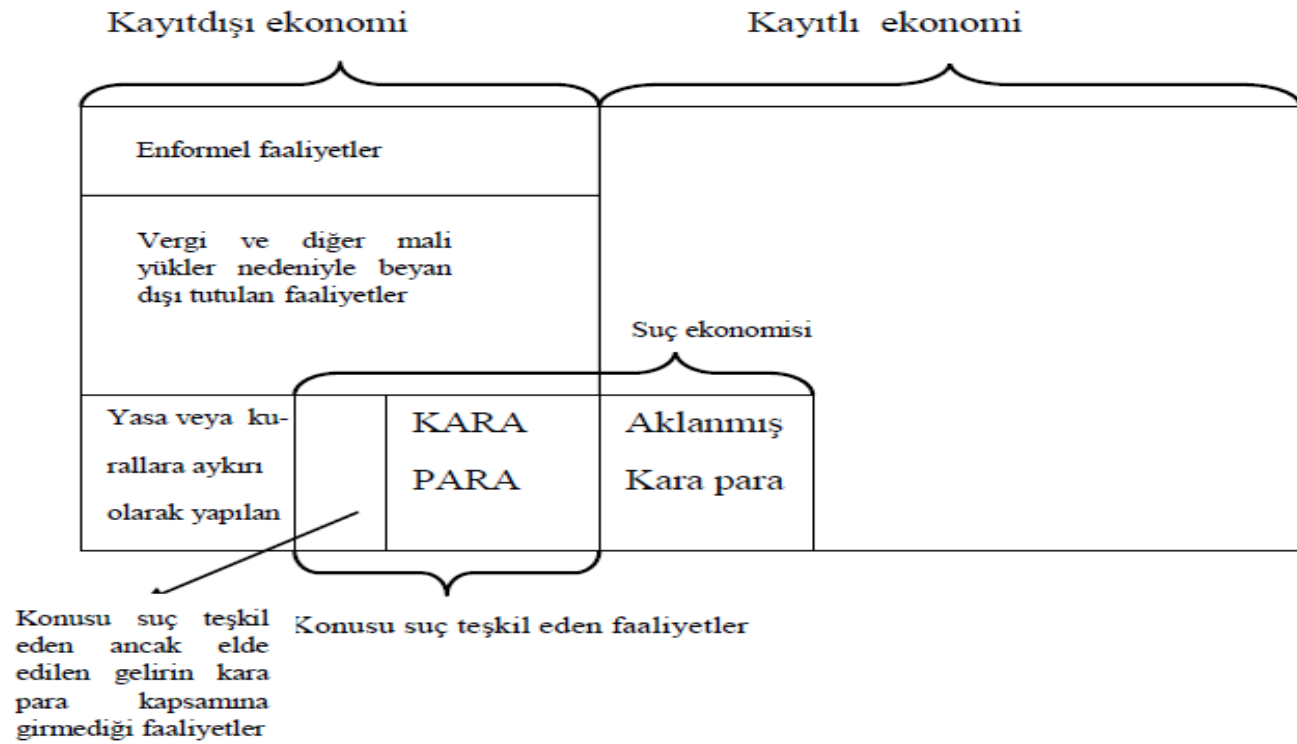 Kayıtdışı ekonomi
Kayıtlı ekonomi
Enformel faaliyetler
Vergi ve diğer mali
yükler nedeniyle beyan
dışı tutulan faaliyetler
Suç ekonomisi
Yasa veya ku-
rallara aykırı
olarak yapılan
KARA
PARA
Aklanmış
Kara para
Konusu suç teşkil
eden ancak elde
edilen gelirin kara
para kapsamına
girmediği faaliyetler
Konusu suç teşkil eden faaliyetler